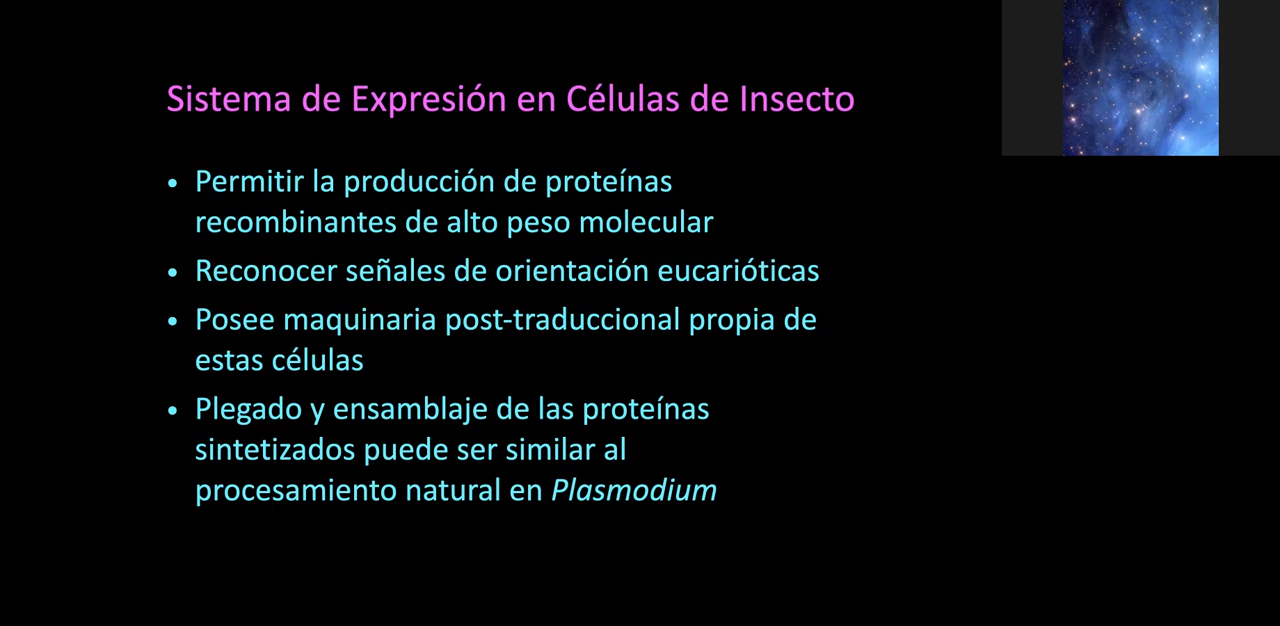 Sistema de Expresión en Células de Insecto
• Permitir la producción de proteínas
recombinantes de alto peso molecular
• Reconocer señales de orientación eucarióticas
• Posee maquinaria post-traduccional propia de
estas células
• Plegado y ensamblaje de las proteínas
sintetizados puede ser similar al
procesamiento natural en Plasmodium